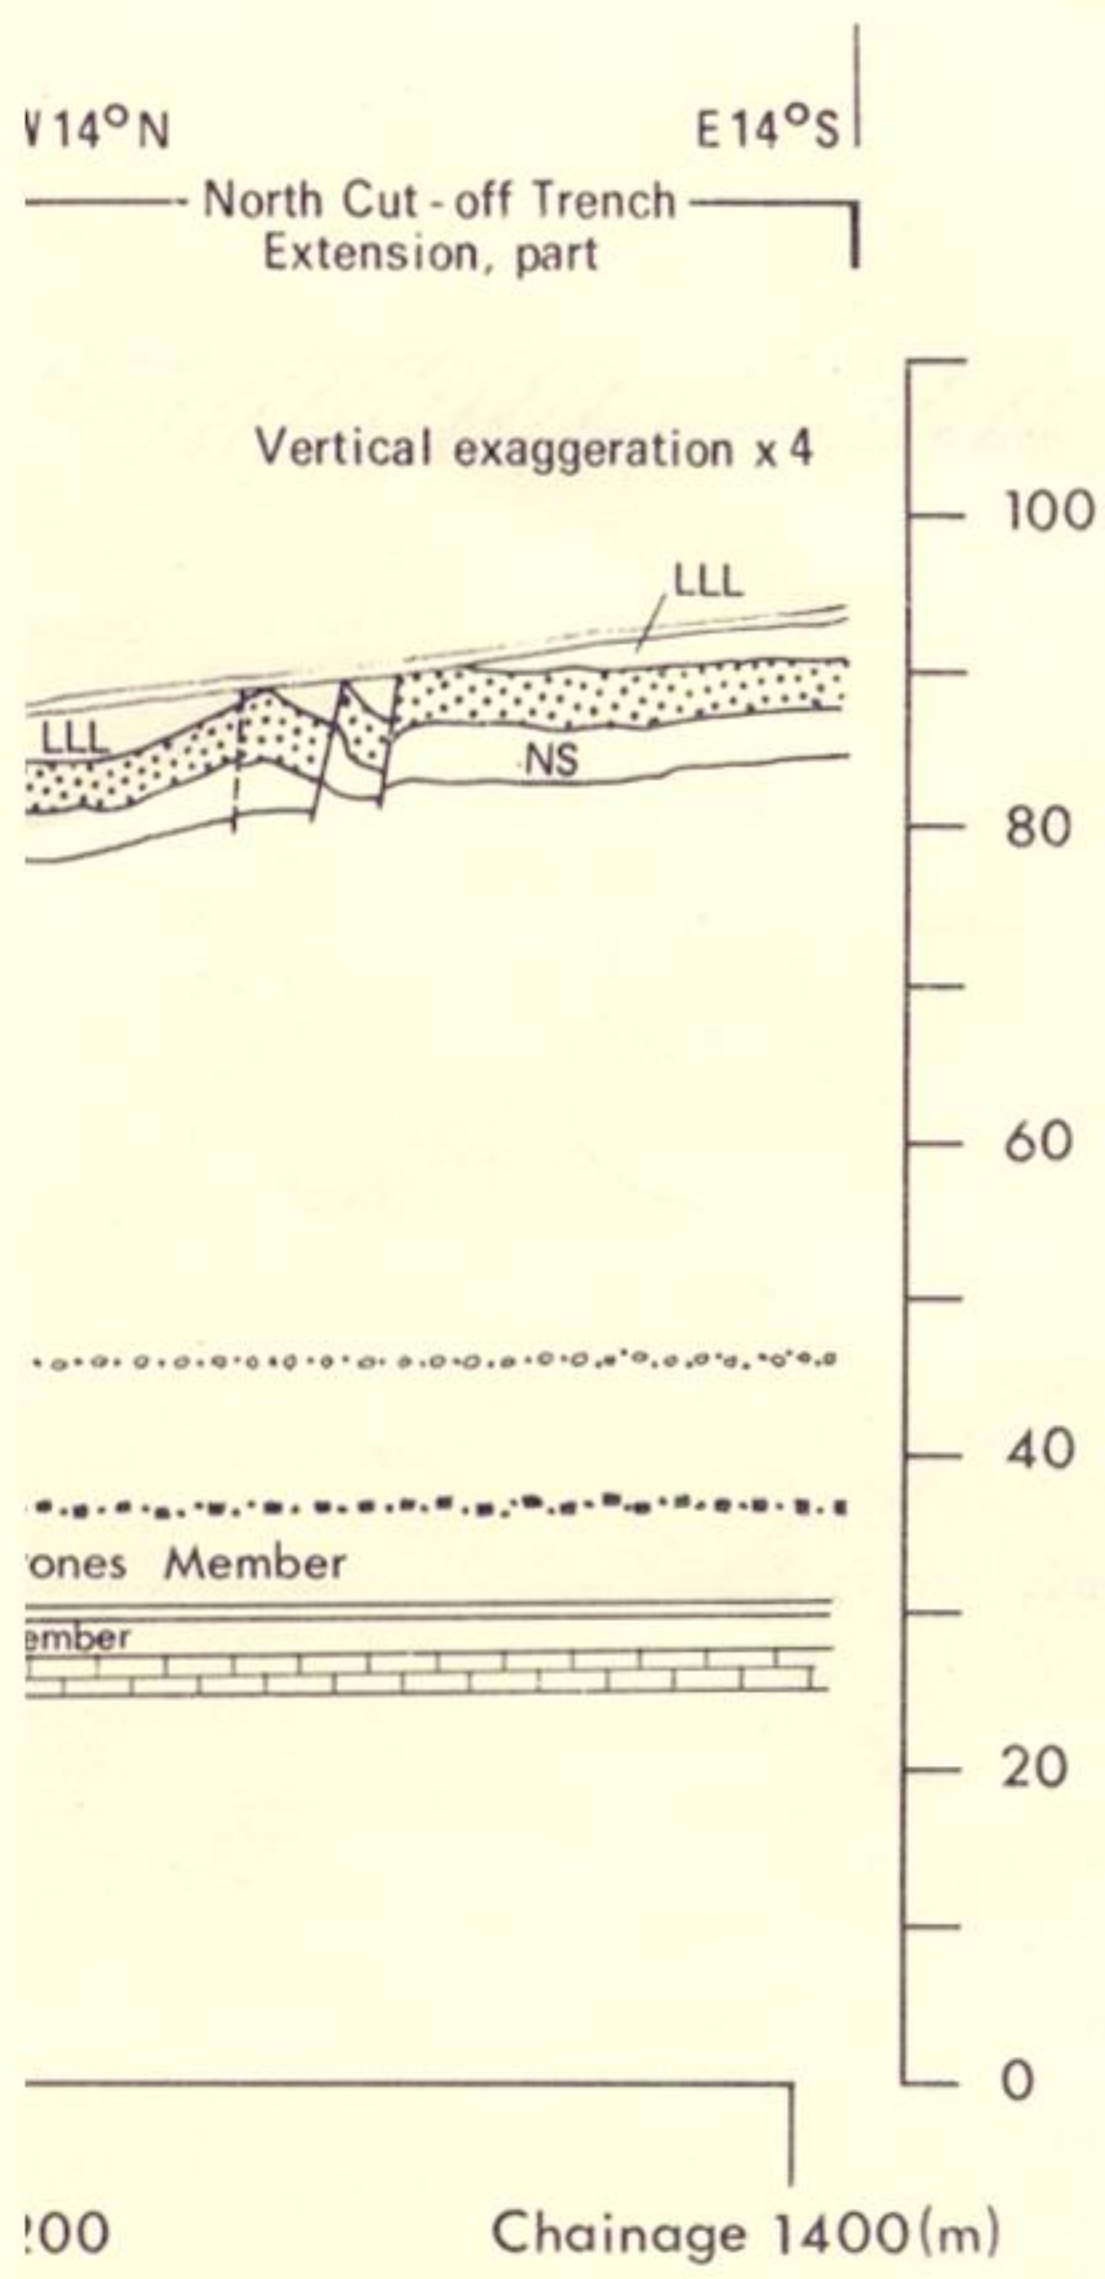 14°N
E14°S
North Cut-off Trench
Extension, part
Vertical exaggeration x 4
100
LLL
LLL
NS
80
60
40
Member
20
0
Chainage 1400(m)